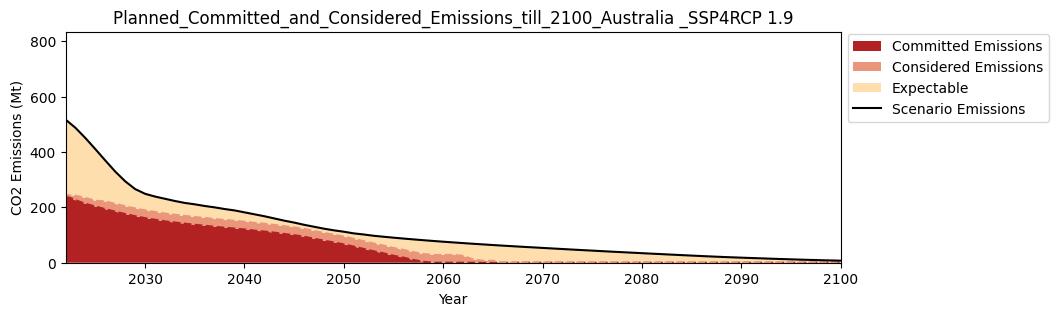 Planned_Committed_and_Considered_Emissions_till_2100_Australia _SSP4RCP 1.9
800
600
400
200
0
CO2 Emissions (Mt)
2030 2040 2050 2060 2070 2080 2090 2100
Year
Committed Emissions
Considered Emissions
Expectable
Scenario Emissions